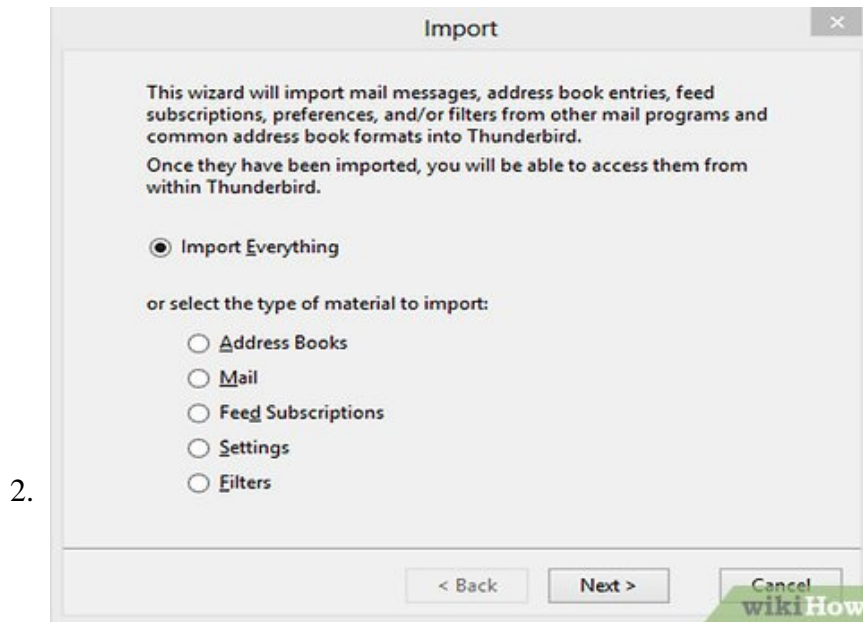 Import
This wizard will import mail messages, address book entries, feed
subscriptions, preferences, and/or filters from other mail programs and
common address book formats into Thunderbird.
Once they have been imported, you will be able to access them from
within Thunderbird.
Import Everything
or select the type of material to import:
Address Books
Mail
Feed Subscriptions
Settings
Filters
2.
< Back Next > Cancel
wikiHow